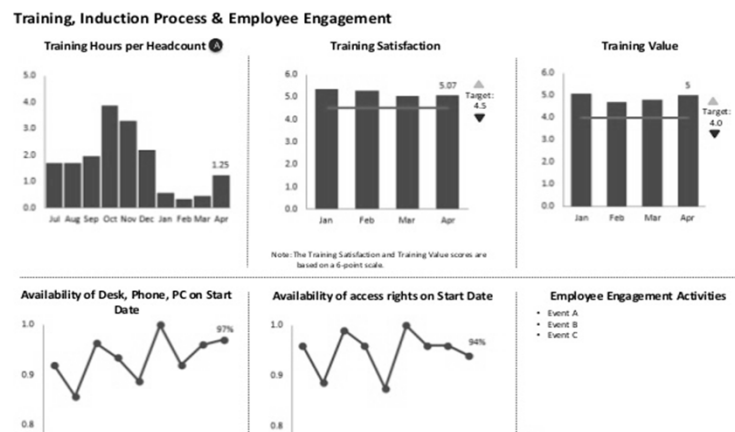 Training, Induction Process & Employee Engagement
Training Hours per Headcount A
5.0
4.0
3.0
2.0
1.0
0.0
1.25
Jul Aug Sep Oct Nov Dec Jan Feb Mar Apr
Training Satisfaction
6.0
5.0
4.0
3.0
2.0
1.0
0.0
5.07
Target:
4.5
Jan Feb Mar Apr
Note: The Training Satisfaction and Training Value scores are
based on a 6-point scale.
Training Value
6.0
5.0
4.0
3.0
2.0
1.0
0.0
5
Target:
4.0
Jan Feb Mar Apr
Availability of Desk, Phone, PC on Start
Date
1.0
0.9
0.8
97%
Availability of access rights on Start Date
1.0
0.9
0.8
94%
Employee Engagement Activities
• Event A
• Event B
• Event C